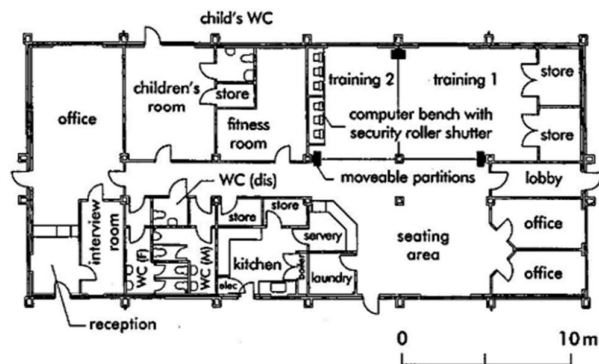 child's WC
children's
room
store
office
fitness
room
training 2
training 1
store
computer bench with
security roller shutter
store
moveable partitions
lobby
WC (dis)
interview
room
store
store
servery
seating
area
office
WC (F)
WC (M)
kitchen
boiler
laundry
office
elec
reception
0
10m